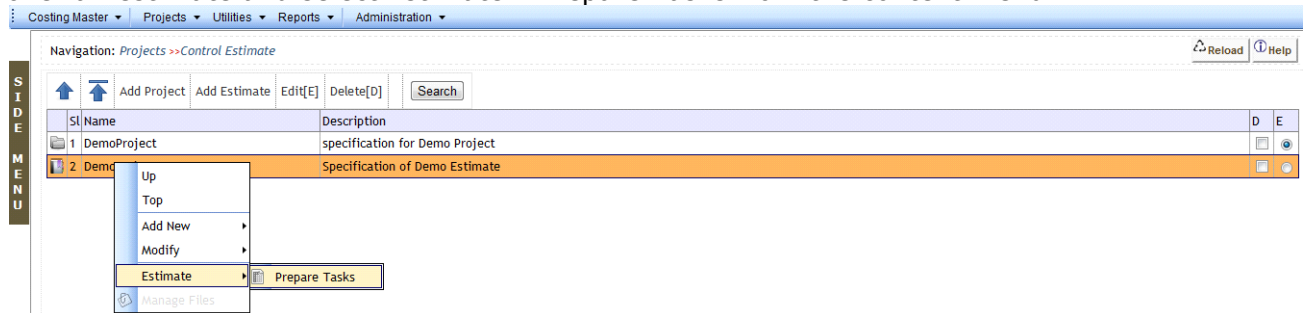 Costing Master Projects Utilities Reports Administration
Navigation: Projects >>Control Estimate
Reload Help
SIDE MENU
Add Project Add Estimate Edit[E] Delete[D] Search
Sl Name Description D E
1 DemoProject specification for Demo Project
2 Specification of Demo Estimate
Up
Top
Add New
Modify
Estimate Prepare Tasks
Manage Files